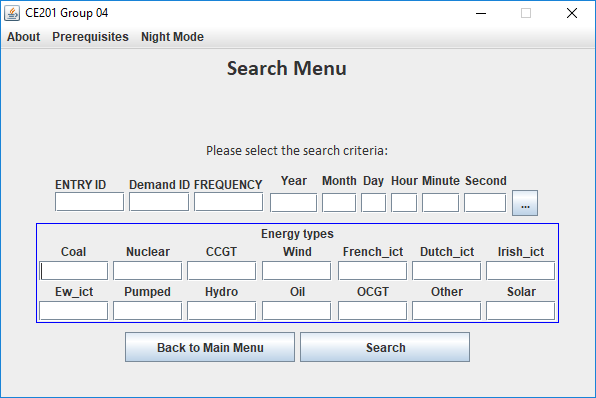 CE201 Group 04
About Prerequisites Night Mode
Search Menu
Please select the search criteria:
ENTRY ID Demand ID FREQUENCY Year Month Day Hour Minute Second
...
Energy types
Coal Nuclear CCGT Wind French_ict Dutch_ict Irish_ict
Ew_ict Pumped Hydro Oil OCGT Other Solar
Back to Main Menu Search